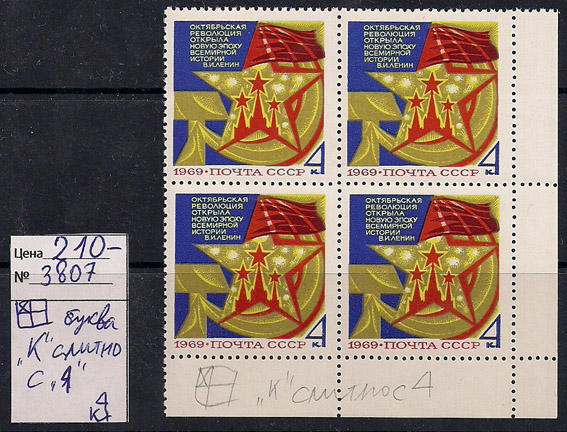 ОКТЯБРЬСКАЯ
РЕВОЛЮЦИЯ
ОТКРЫЛА
НОВУЮ ЭПОХУ
ВСЕМИРНОЙ
ИСТОРИИ
В.И.ЛЕНИН
4 к.
1969·ПОЧТА СССР
ОКТЯБРЬСКАЯ
РЕВОЛЮЦИЯ
ОТКРЫЛА
НОВУЮ ЭПОХУ
ВСЕМИРНОЙ
ИСТОРИИ
В.И.ЛЕНИН
4 к.
1969·ПОЧТА СССР
ОКТЯБРЬСКАЯ
РЕВОЛЮЦИЯ
ОТКРЫЛА
НОВУЮ ЭПОХУ
ВСЕМИРНОЙ
ИСТОРИИ
В.И.ЛЕНИН
4 к.
1969·ПОЧТА СССР
ОКТЯБРЬСКАЯ
РЕВОЛЮЦИЯ
ОТКРЫЛА
НОВУЮ ЭПОХУ
ВСЕМИРНОЙ
ИСТОРИИ
В.И.ЛЕНИН
4 к.
1969·ПОЧТА СССР
Цена 210-
№ 3807
буква
„К" слитно
с „4"
4
К
„К" слитно с 4